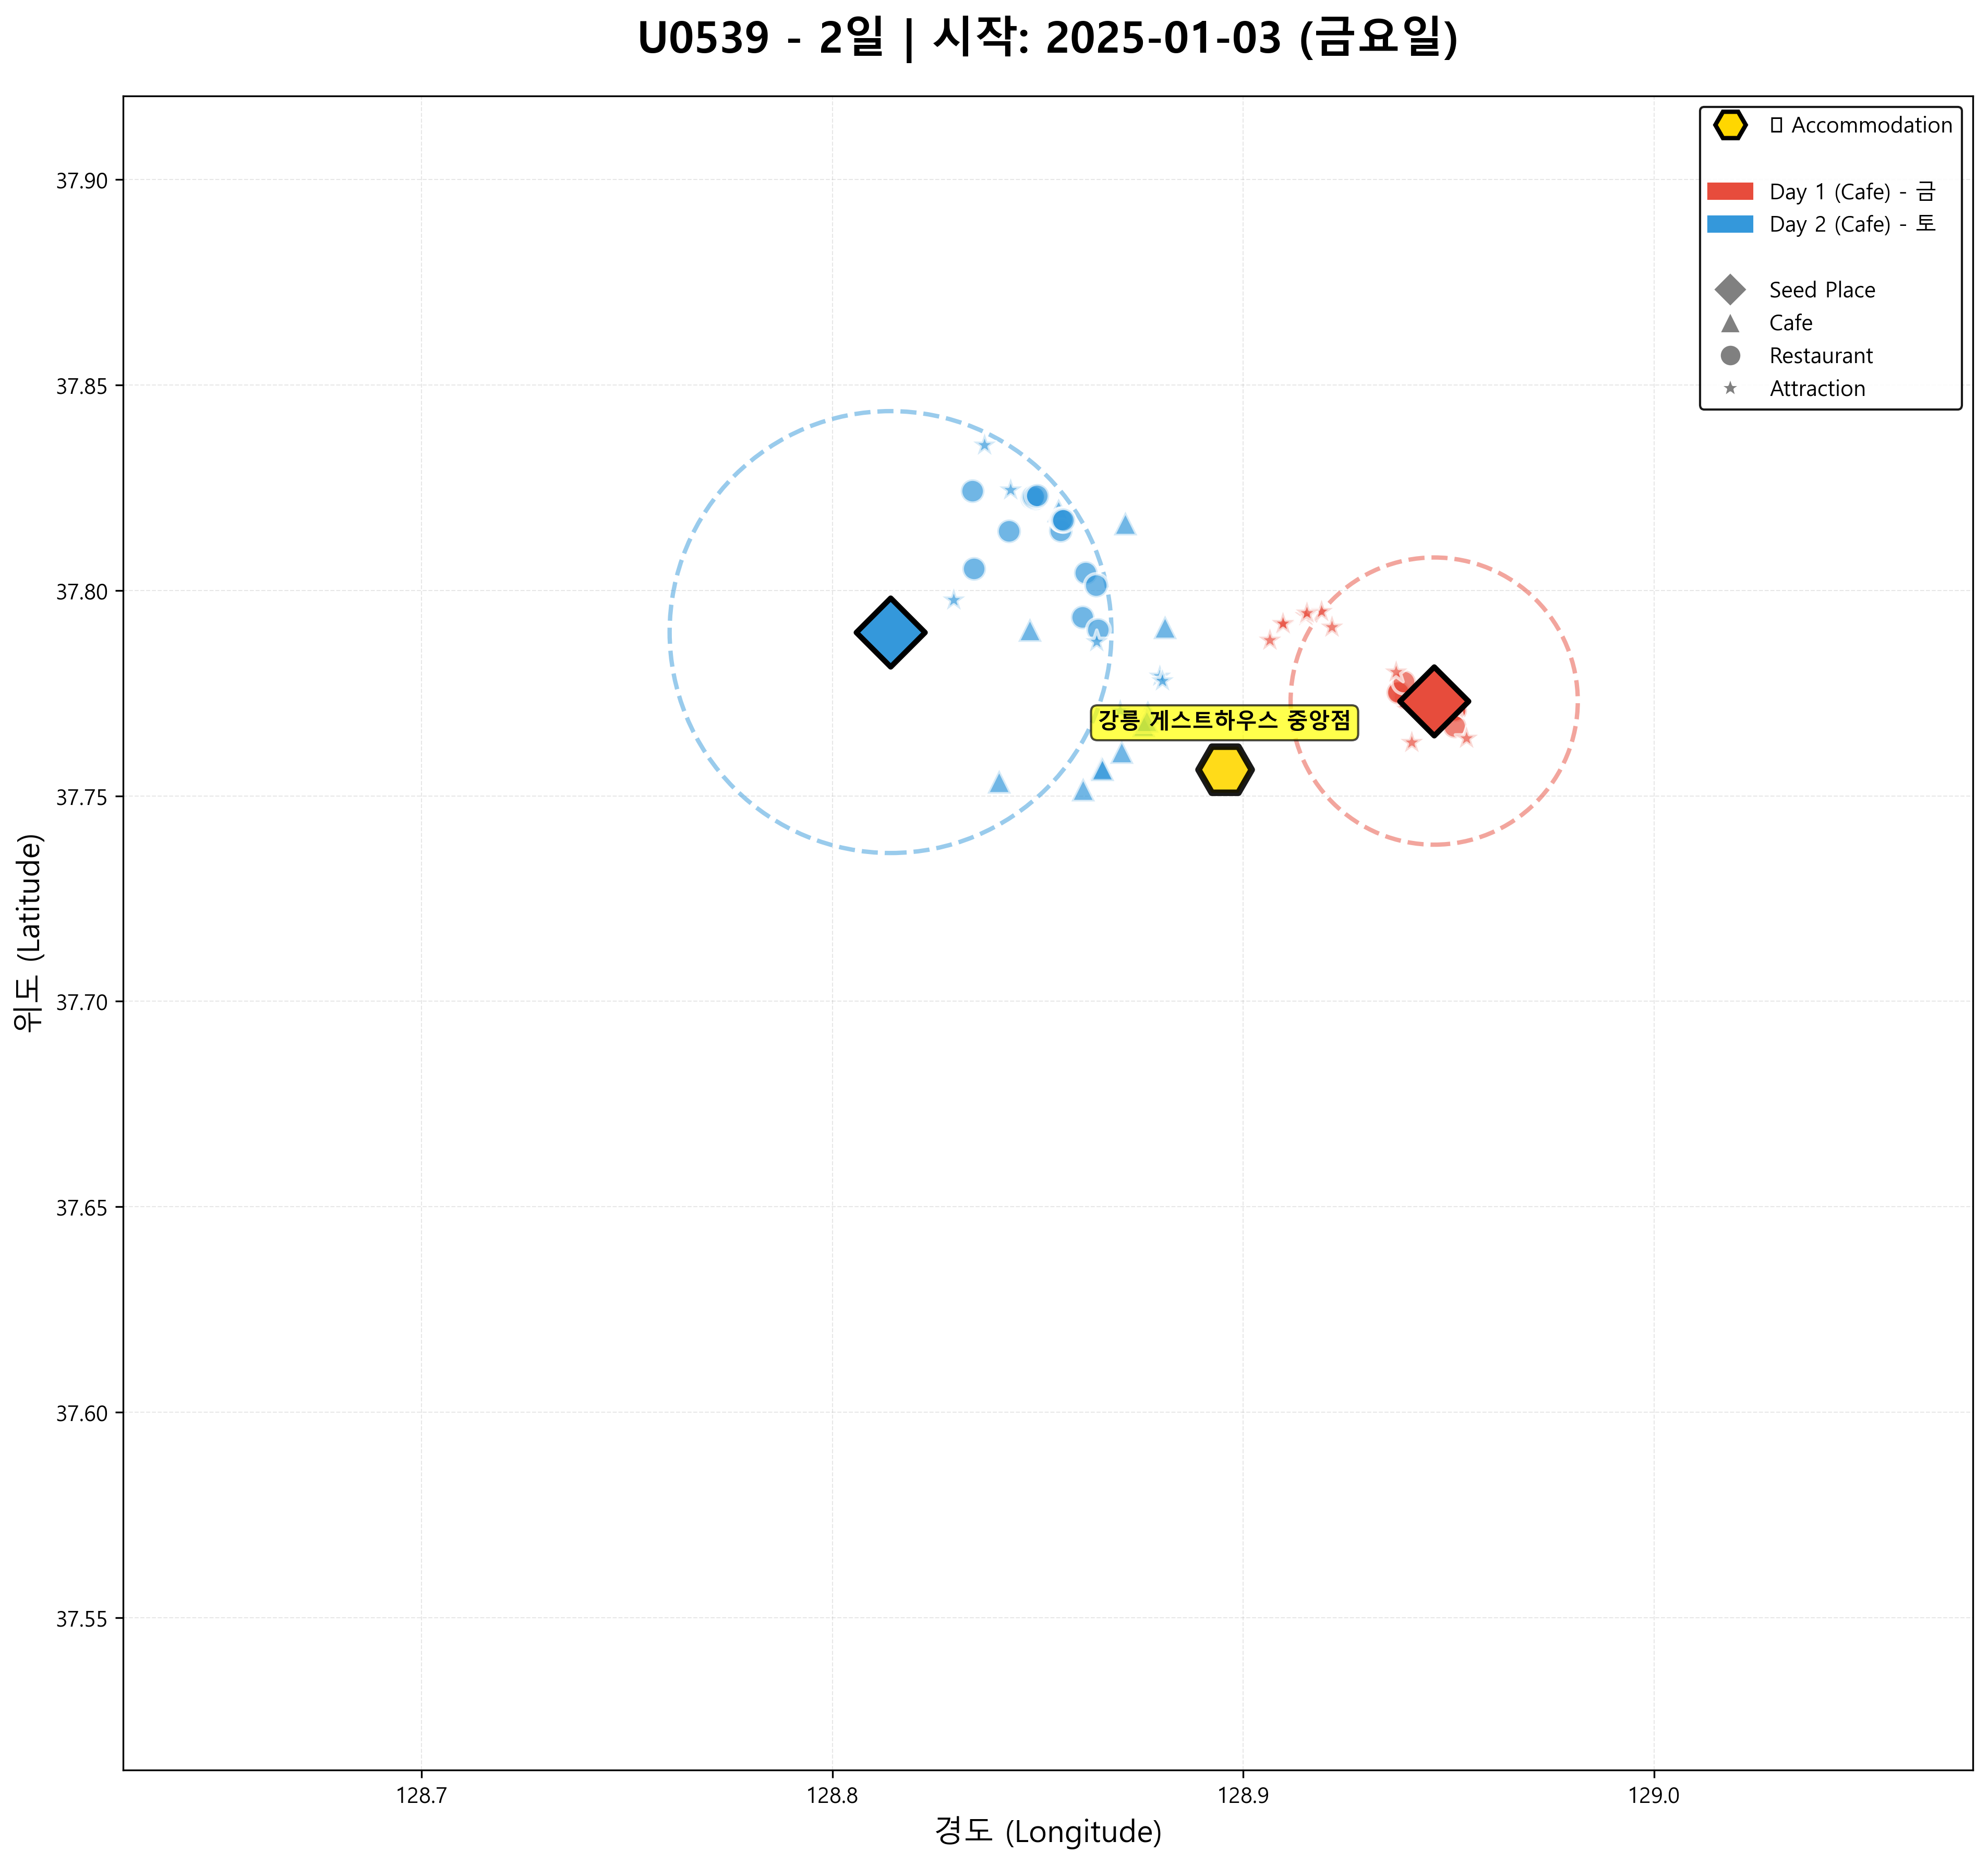 U0539 - 2일 | 시작: 2025-01-03 (금요일)
Accommodation
Day 1 (Cafe) - 금
Day 2 (Cafe) - 토
Seed Place
Cafe
Restaurant
Attraction
37.90
37.85
37.80
37.75
37.70
37.65
37.60
37.55
강릉 게스트하우스 중앙점
위도 (Latitude)
128.7
128.8
128.9
129.0
경도 (Longitude)